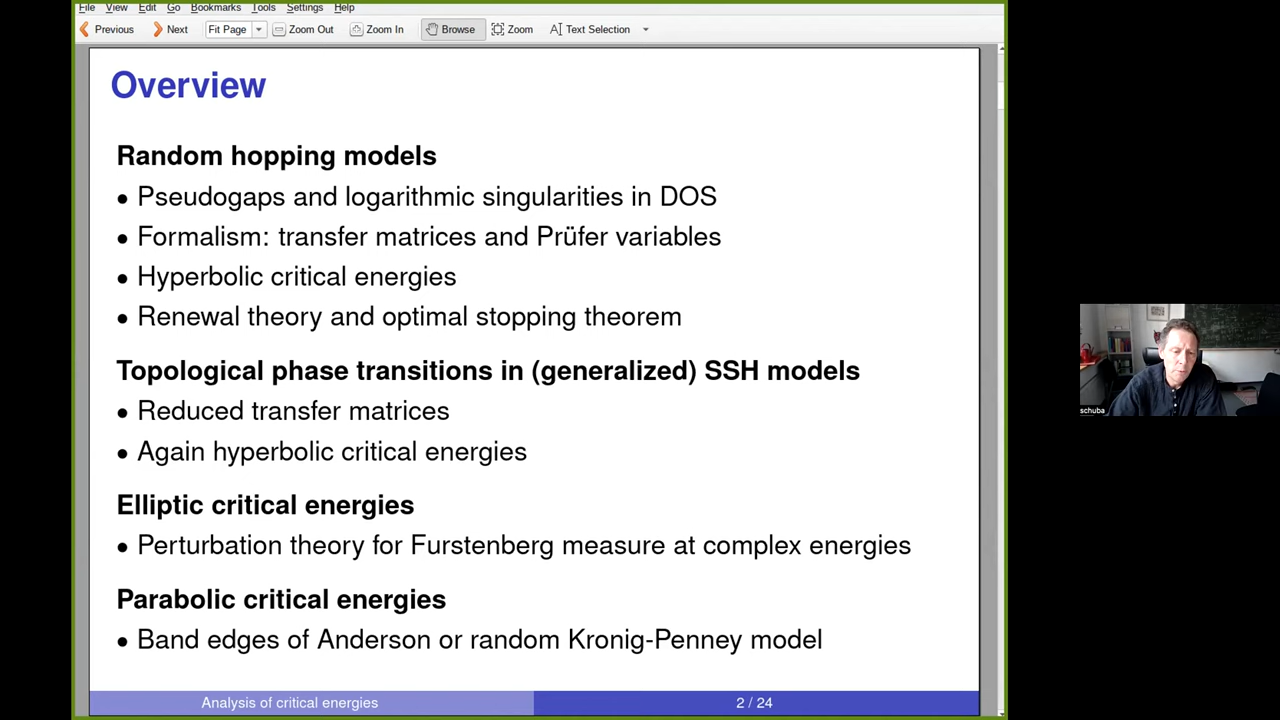 File View Edit Go Bookmarks Tools Settings Help
Previous Next Fit Page Zoom Out Zoom In Browse Zoom Text Selection
Overview
Random hopping models
• Pseudogaps and logarithmic singularities in DOS
• Formalism: transfer matrices and Prüfer variables
• Hyperbolic critical energies
• Renewal theory and optimal stopping theorem
Topological phase transitions in (generalized) SSH models
• Reduced transfer matrices
• Again hyperbolic critical energies
Elliptic critical energies
• Perturbation theory for Furstenberg measure at complex energies
Parabolic critical energies
• Band edges of Anderson or random Kronig-Penney model
Analysis of critical energies 2 / 24
schuba